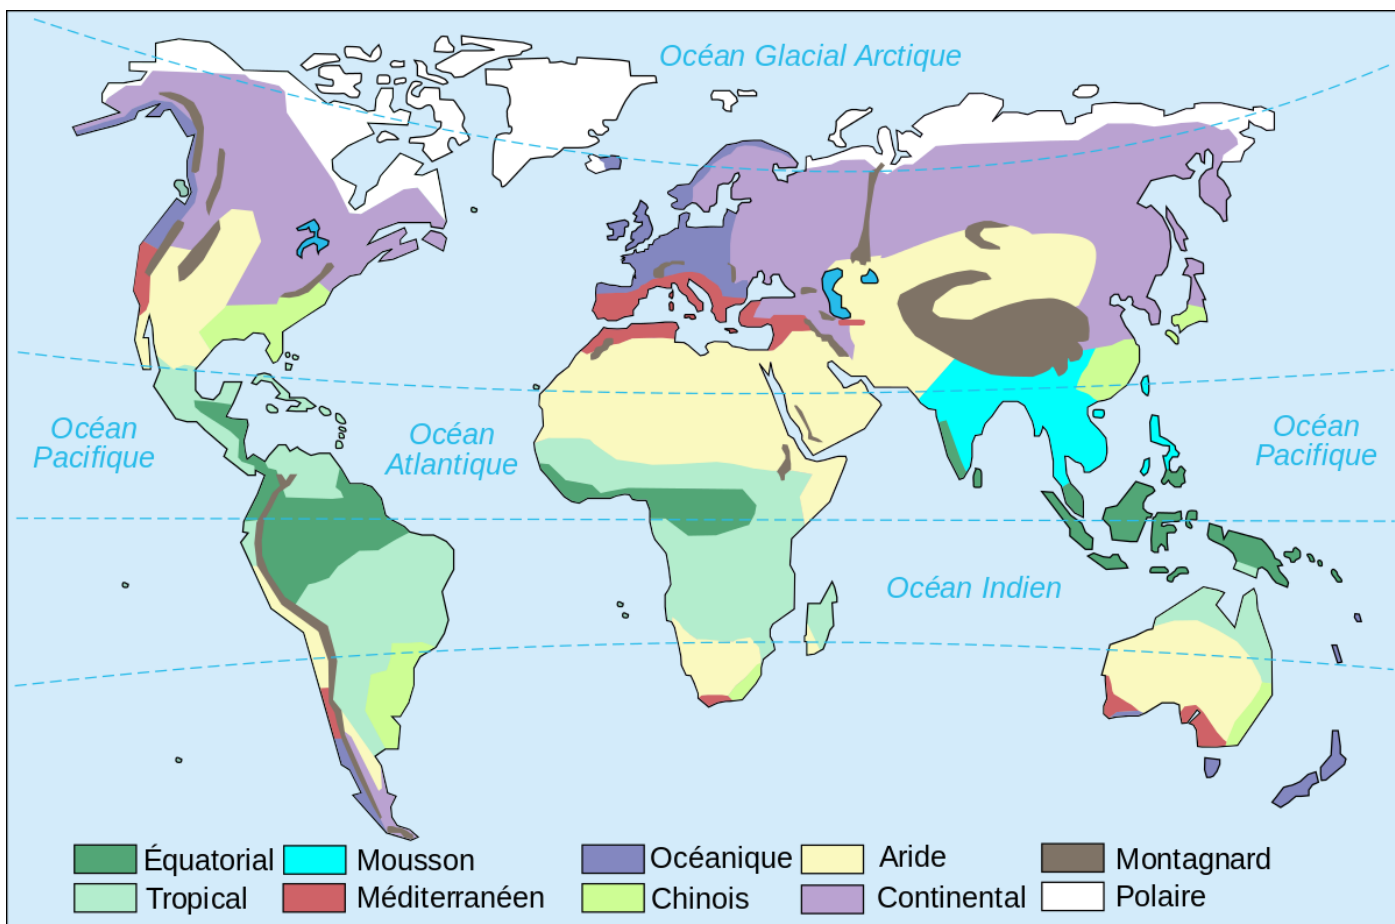 Océan Glacial Arctique
Océan
Pacifique
Océan
Atlantique
Océan
Pacifique
Océan Indien
Équatorial
Mousson
Océanique
Aride
Montagnard
Tropical
Méditerranéen
Chinois
Continental
Polaire